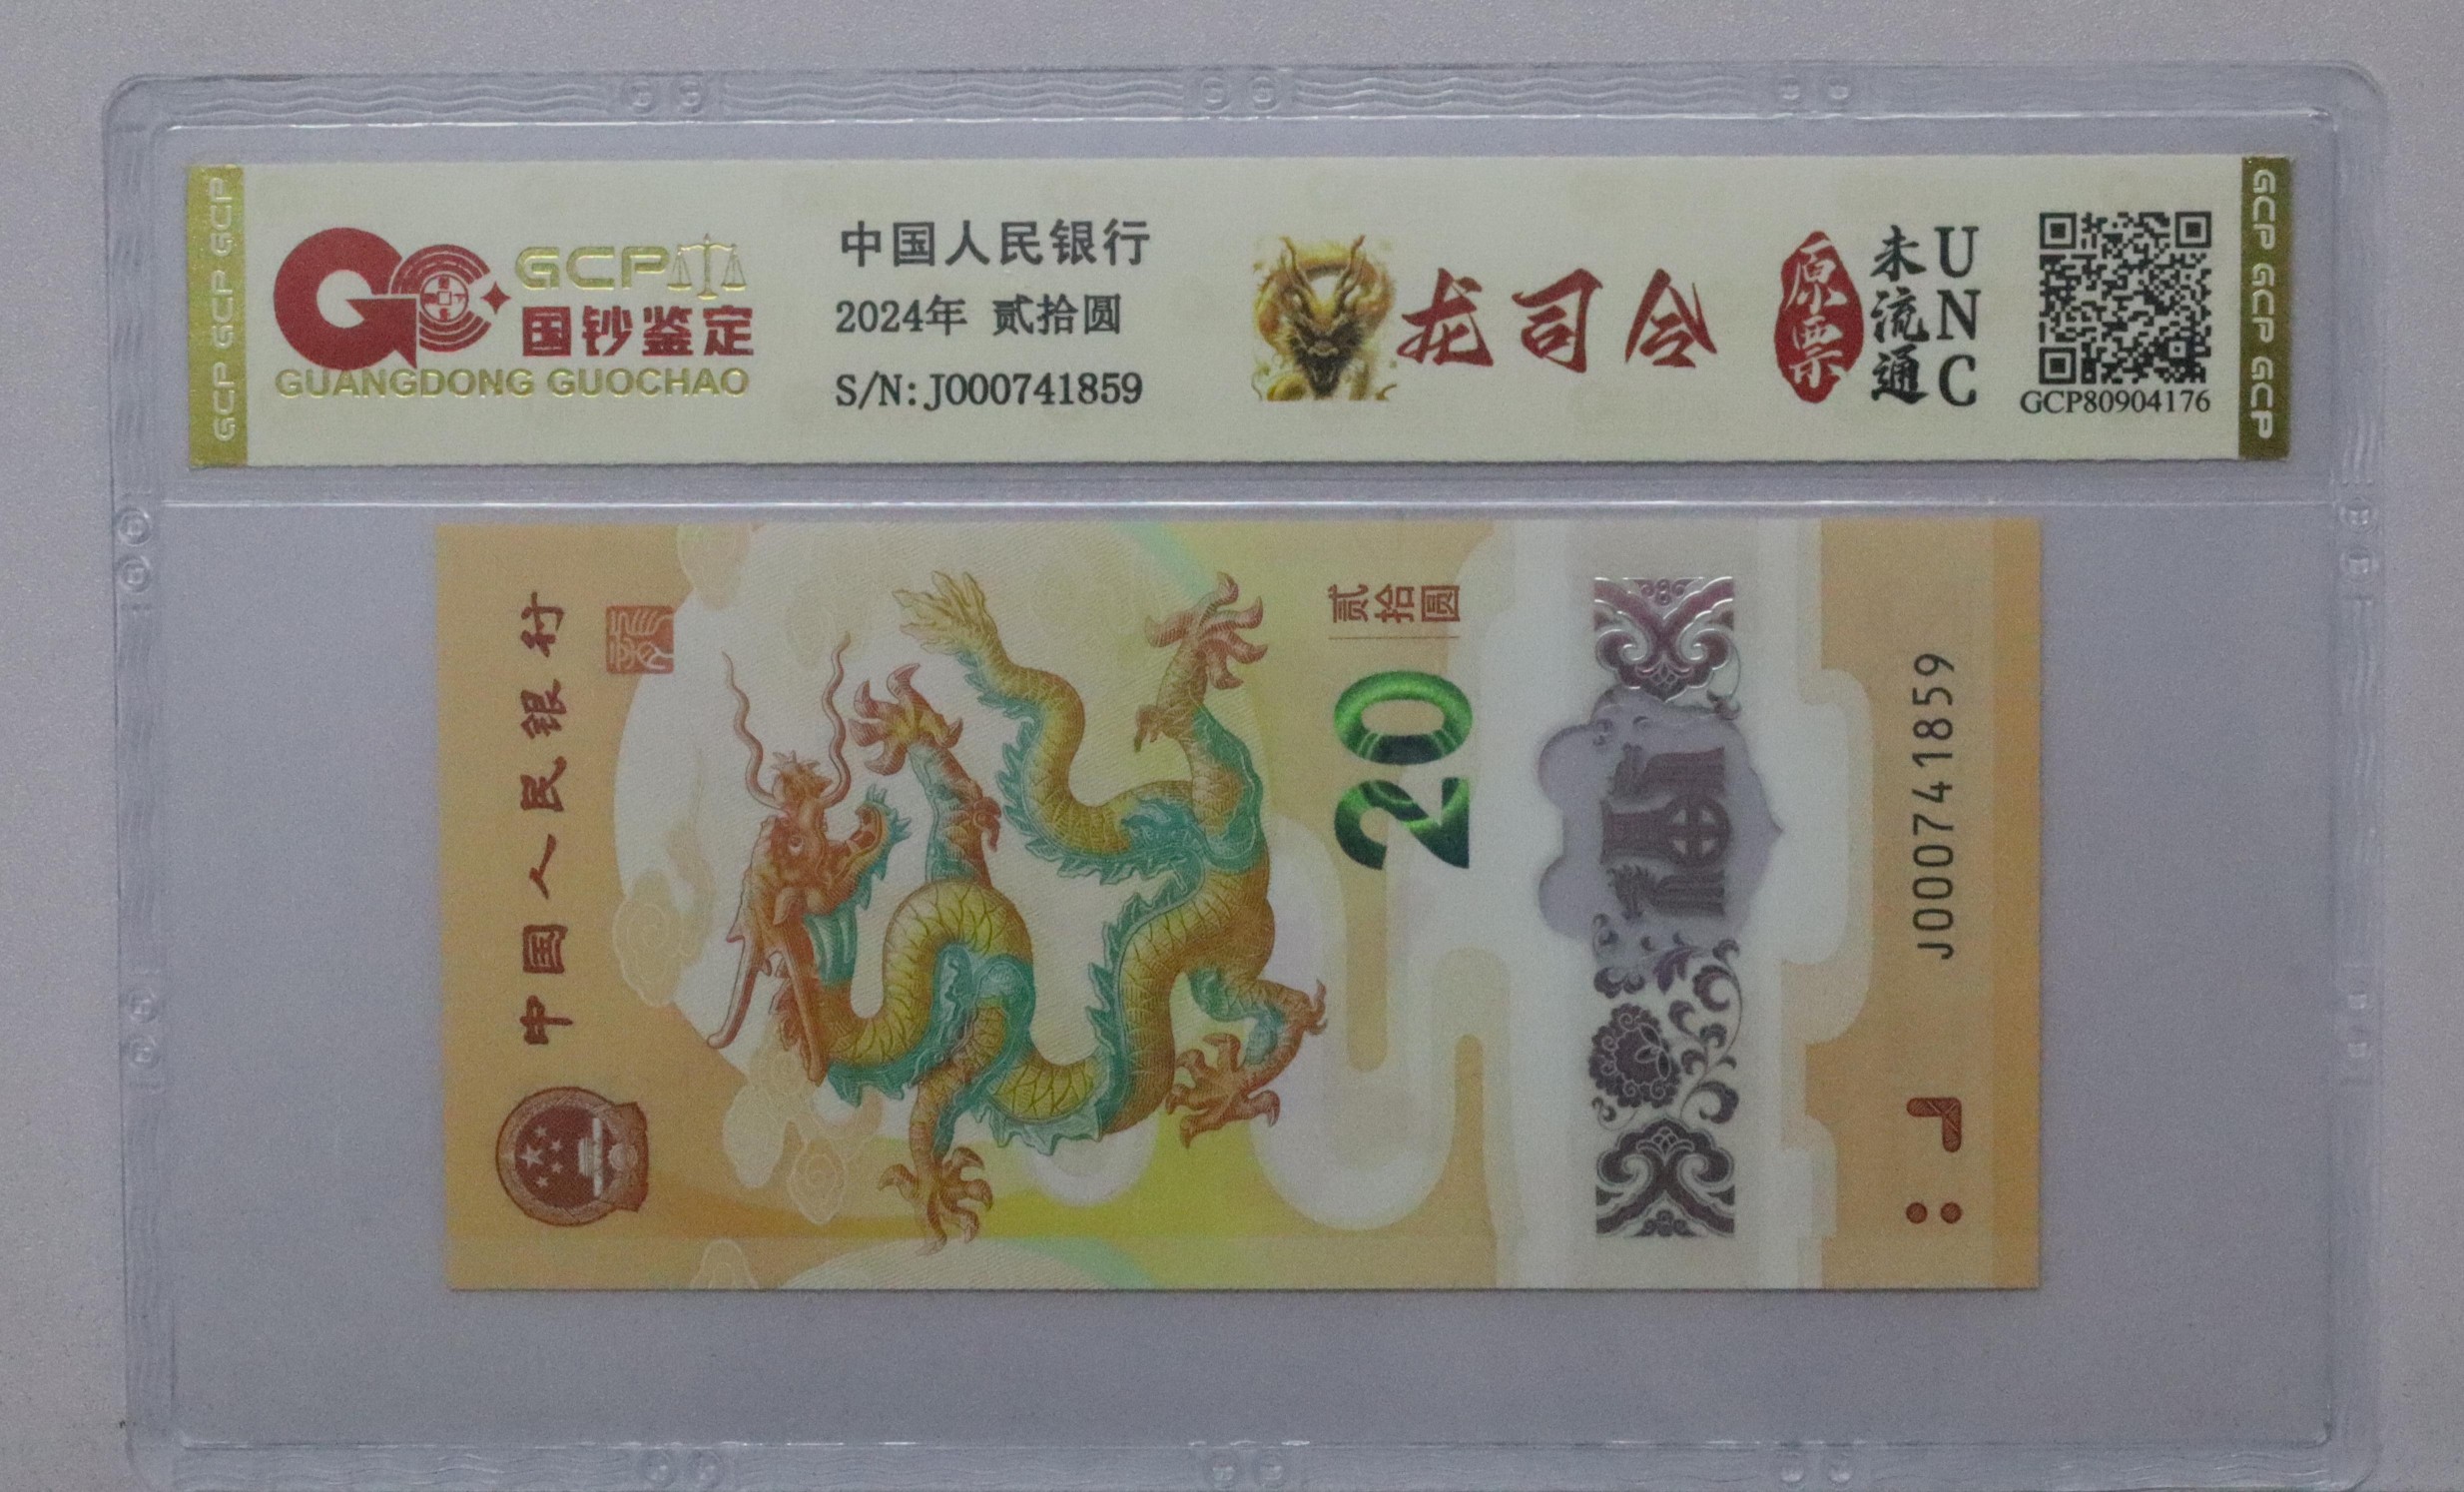 GCP GCP GCP
GCP
国钞鉴定
GUANGDONG GUOCHAO
中国人民银行
2024年 贰拾圆
S/N:J000741859
龙司令
原票
未流通
UNC
GCP80904176
GCP GCP GCP
中国人民银行
贰拾圆
20
J000741859